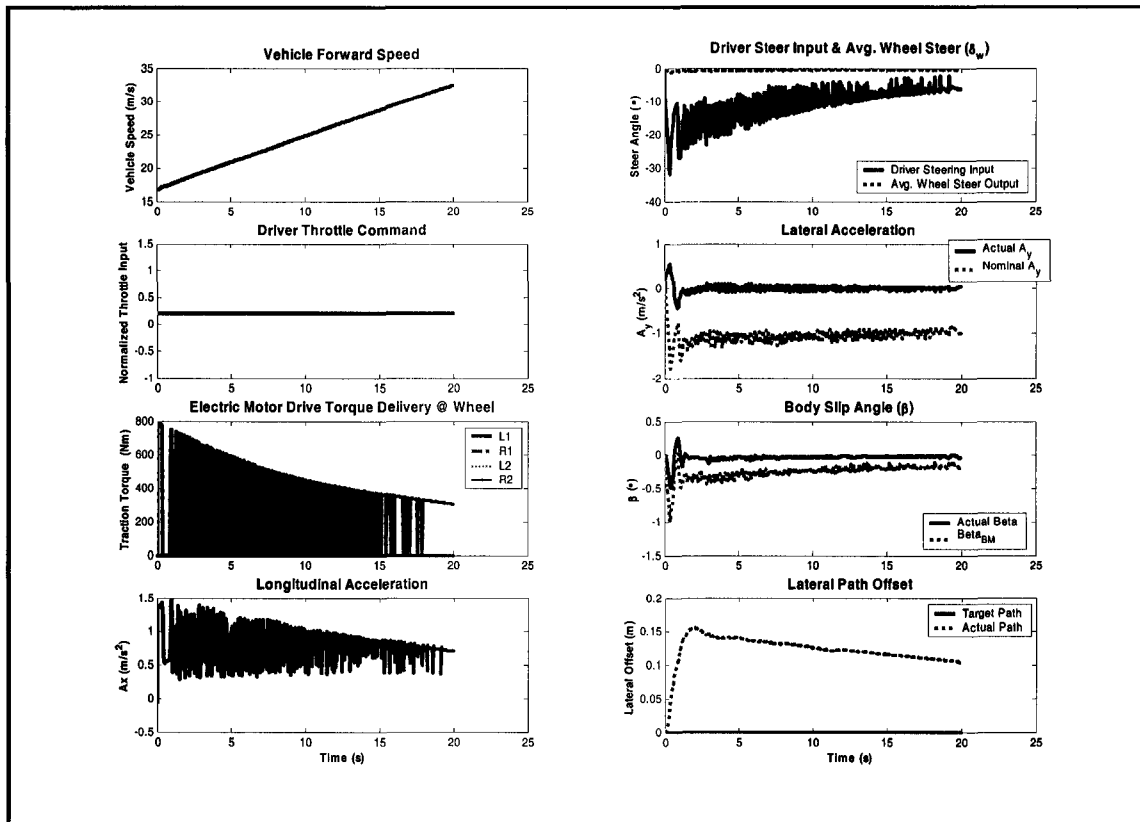 Vehicle Forward Speed
35
30
25
20
15
0 5 10 15 20 25
Vehicle Speed (m/s)
Driver Throttle Command
1.5
1
0.5
0
-0.5
-1
0 5 10 15 20 25
Normalized Throttle Input
Electric Motor Drive Torque Delivery @ Wheel
800
600
400
200
0
0 5 10 15 20 25
Traction Torque (Nm)
L1
R1
L2
R2
Longitudinal Acceleration
1.5
1
0.5
0
-0.5
0 5 10 15 20 25
Ax (m/s²)
Time (s)
Driver Steer Input & Avg. Wheel Steer (δw)
0
-10
-20
-30
-40
0 5 10 15 20 25
Steer Angle (°)
Driver Steering Input
Avg. Wheel Steer Output
Lateral Acceleration
1
0
-1
-2
0 5 10 15 20 25
Ay (m/s²)
Actual Ay
Nominal Ay
Body Slip Angle (β)
0.5
0
-0.5
-1
-1.5
0 5 10 15 20 25
β (°)
Actual Beta
BetaBM
Lateral Path Offset
0.2
0.15
0.1
0.05
0
0 5 10 15 20 25
Lateral Offset (m)
Target Path
Actual Path
Time (s)